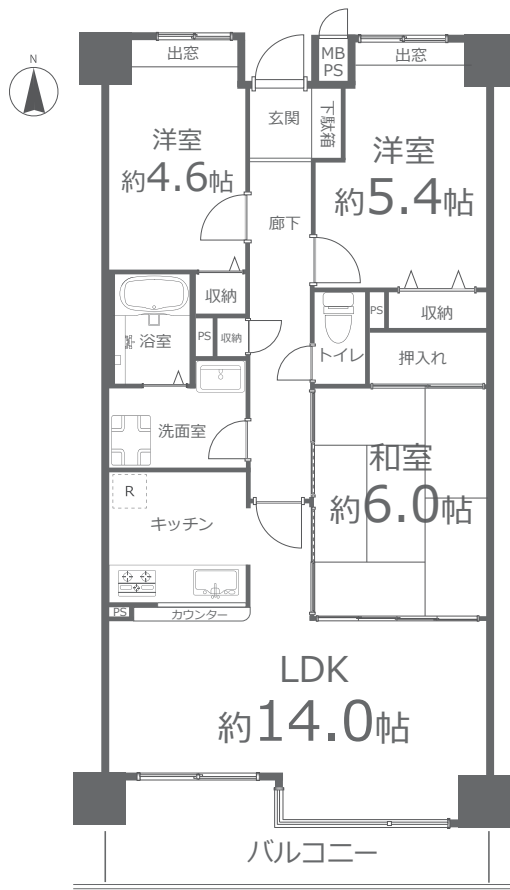 N
出窓
MB
PS
出窓
玄関
下駄箱
洋室
約4.6帖
洋室
約5.4帖
廊下
収納
PS
収納
浴室
PS
収納
トイレ
押入れ
洗面室
和室
約6.0帖
R
キッチン
PS
カウンター
LDK
約14.0帖
バルコニー